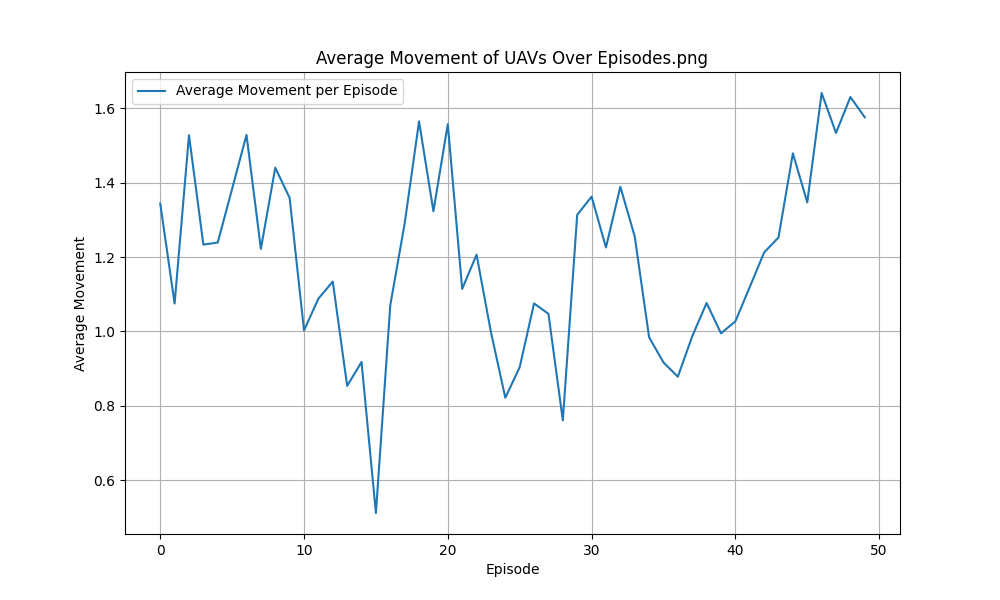 Average Movement of UAVs Over Episodes.png
Average Movement per Episode
1.6
1.4
1.2
1.0
0.8
0.6
Average Movement
0 10 20 30 40 50
Episode